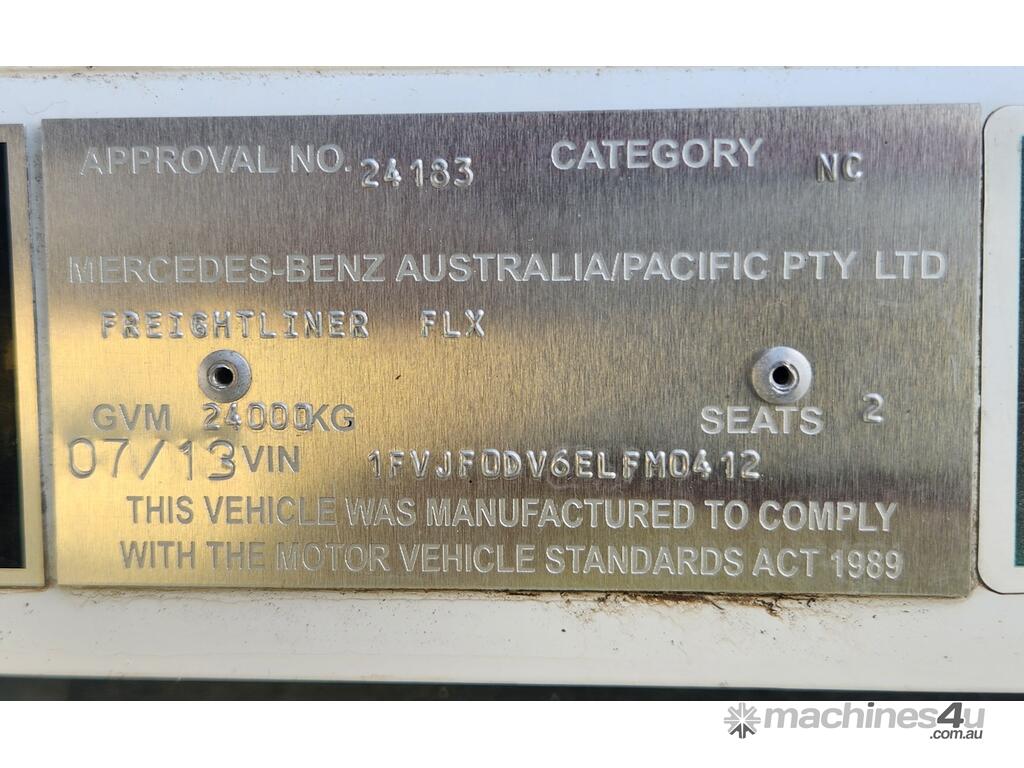 APPROVAL NO. 24183 CATEGORY NC
MERCEDES-BENZ AUSTRALIA/PACIFIC PTY LTD
FREIGHTLINER FLX
GVM 24000KG SEATS 2
07/13 VIN 1FVJF0DV6ELFM0412
THIS VEHICLE WAS MANUFACTURED TO COMPLY
WITH THE MOTOR VEHICLE STANDARDS ACT 1989
machines4u
.com.au